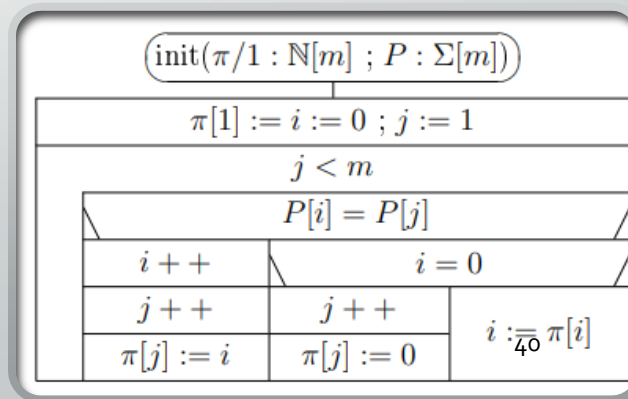 init(π/1 : ℕ[m] ; P : Σ[m])
π[1] := i := 0 ; j := 1
j < m
P[i] = P[j]
i + +
i = 0
j + +
j + +
i := π[i]
40
π[j] := i
π[j] := 0